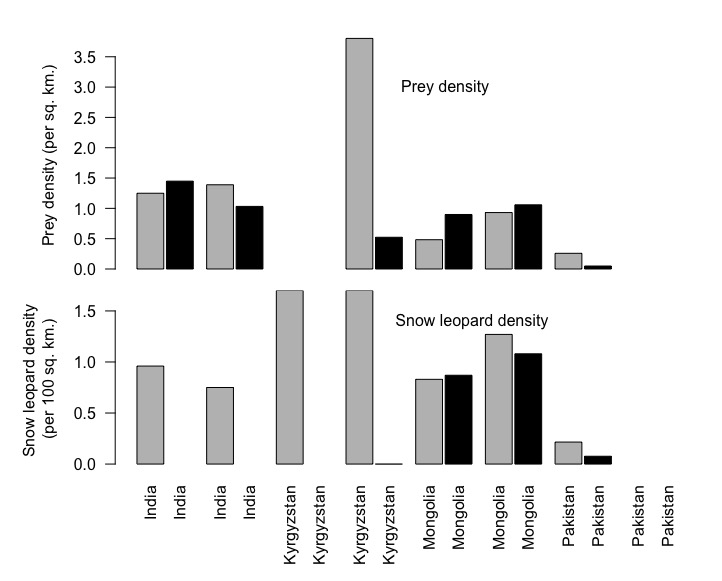 Prey density (per sq. km.)
3.5
3.0
2.5
2.0
1.5
1.0
0.5
0.0
Prey density
Snow leopard density
(per 100 sq. km.)
1.5
1.0
0.5
0.0
Snow leopard density
India
India
India
India
Kyrgyzstan
Kyrgyzstan
Kyrgyzstan
Kyrgyzstan
Mongolia
Mongolia
Mongolia
Mongolia
Pakistan
Pakistan
Pakistan
Pakistan